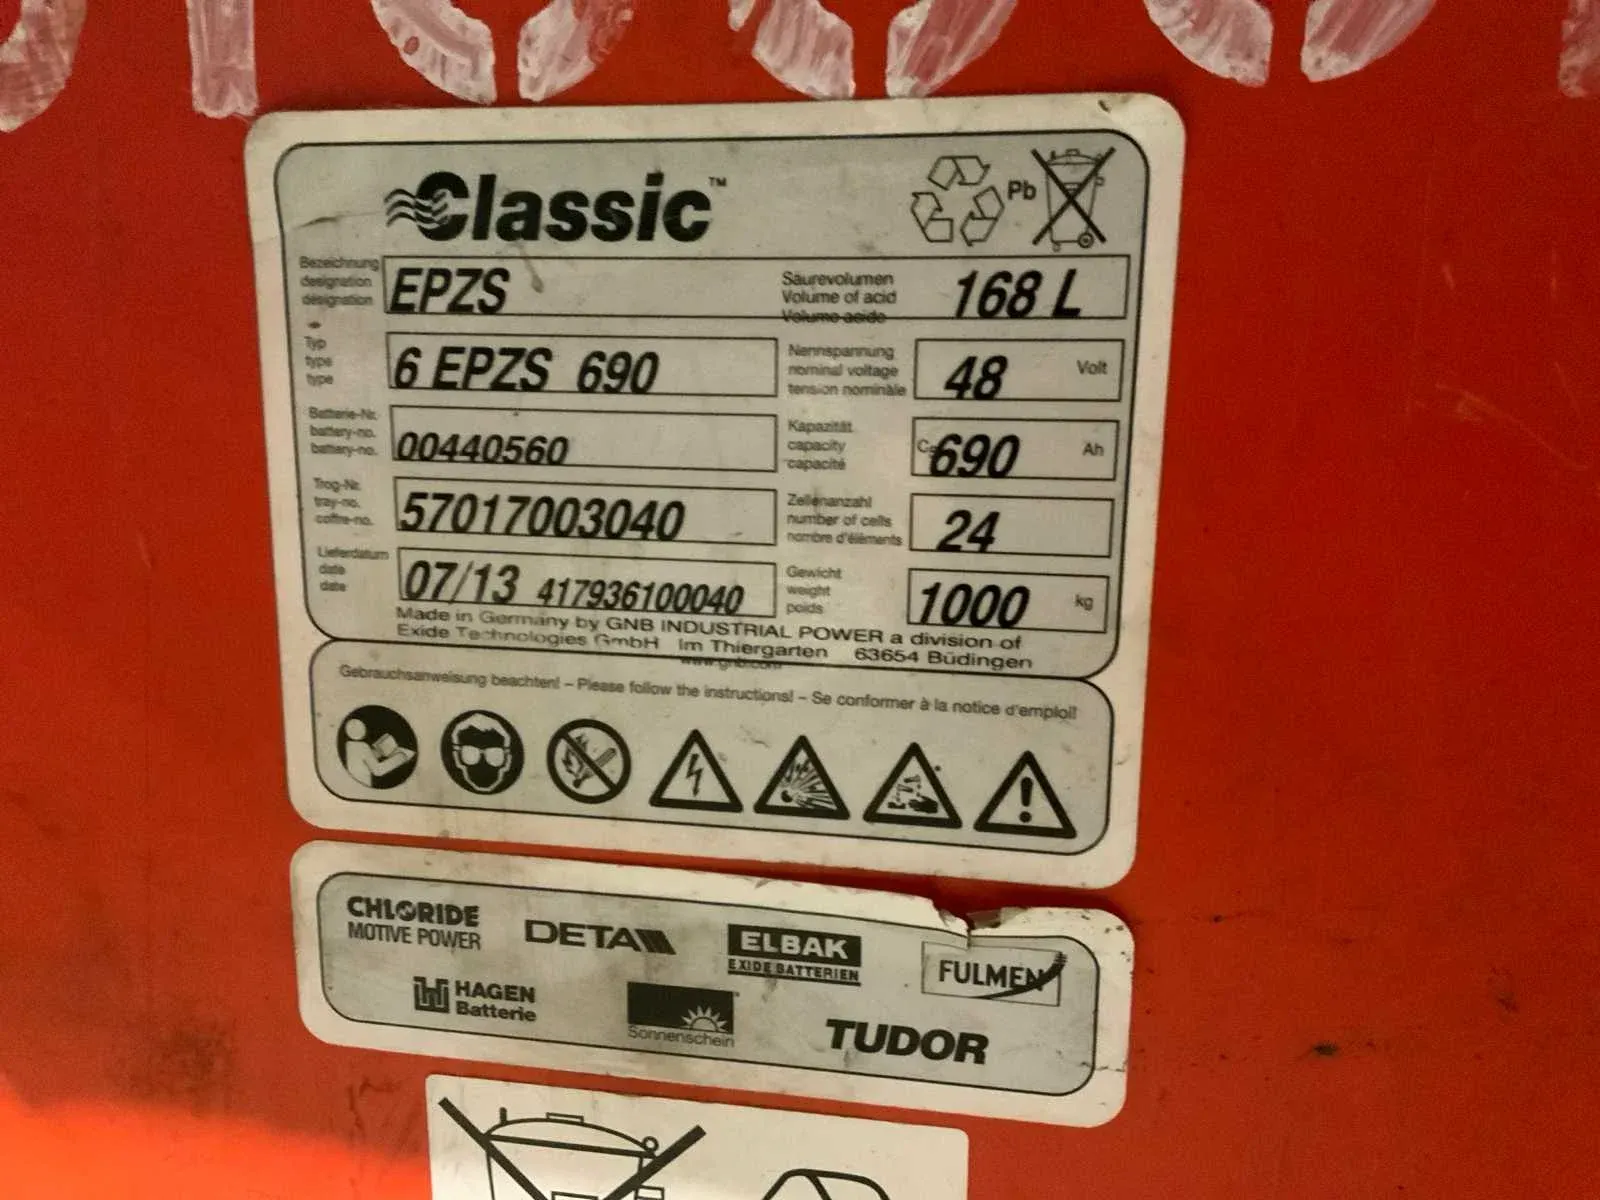 Classic™
Pb
Bezeichnung
designation
désignation
EPZS
Säurevolumen
Volume of acid
Volume acide
168 L
Typ
type
type
6 EPZS 690
Nennspannung
nominal voltage
tension nominale
48 Volt
Batterie-Nr.
battery-no.
battery-no.
00440560
Kapazität
capacity
capacité
C5 690 Ah
Trog-Nr.
tray-no.
coffre-no.
57017003040
Zellenanzahl
number of cells
nombre d'éléments
24
Lieferdatum
date
date
07/13 417936100040
Gewicht
weight
poids
1000 kg
Made in Germany by GNB INDUSTRIAL POWER a division of
Exide Technologies GmbH Im Thiergarten 63654 Büdingen
www.gnb.com
Gebrauchsanweisung beachten! – Please follow the instructions! – Se conformer à la notice d'emploi!
CHLORIDE
MOTIVE POWER
DETA
ELBAK
EXIDE BATTERIEN
FULMEN
HAGEN
Batterie
Sonnenschein
TUDOR